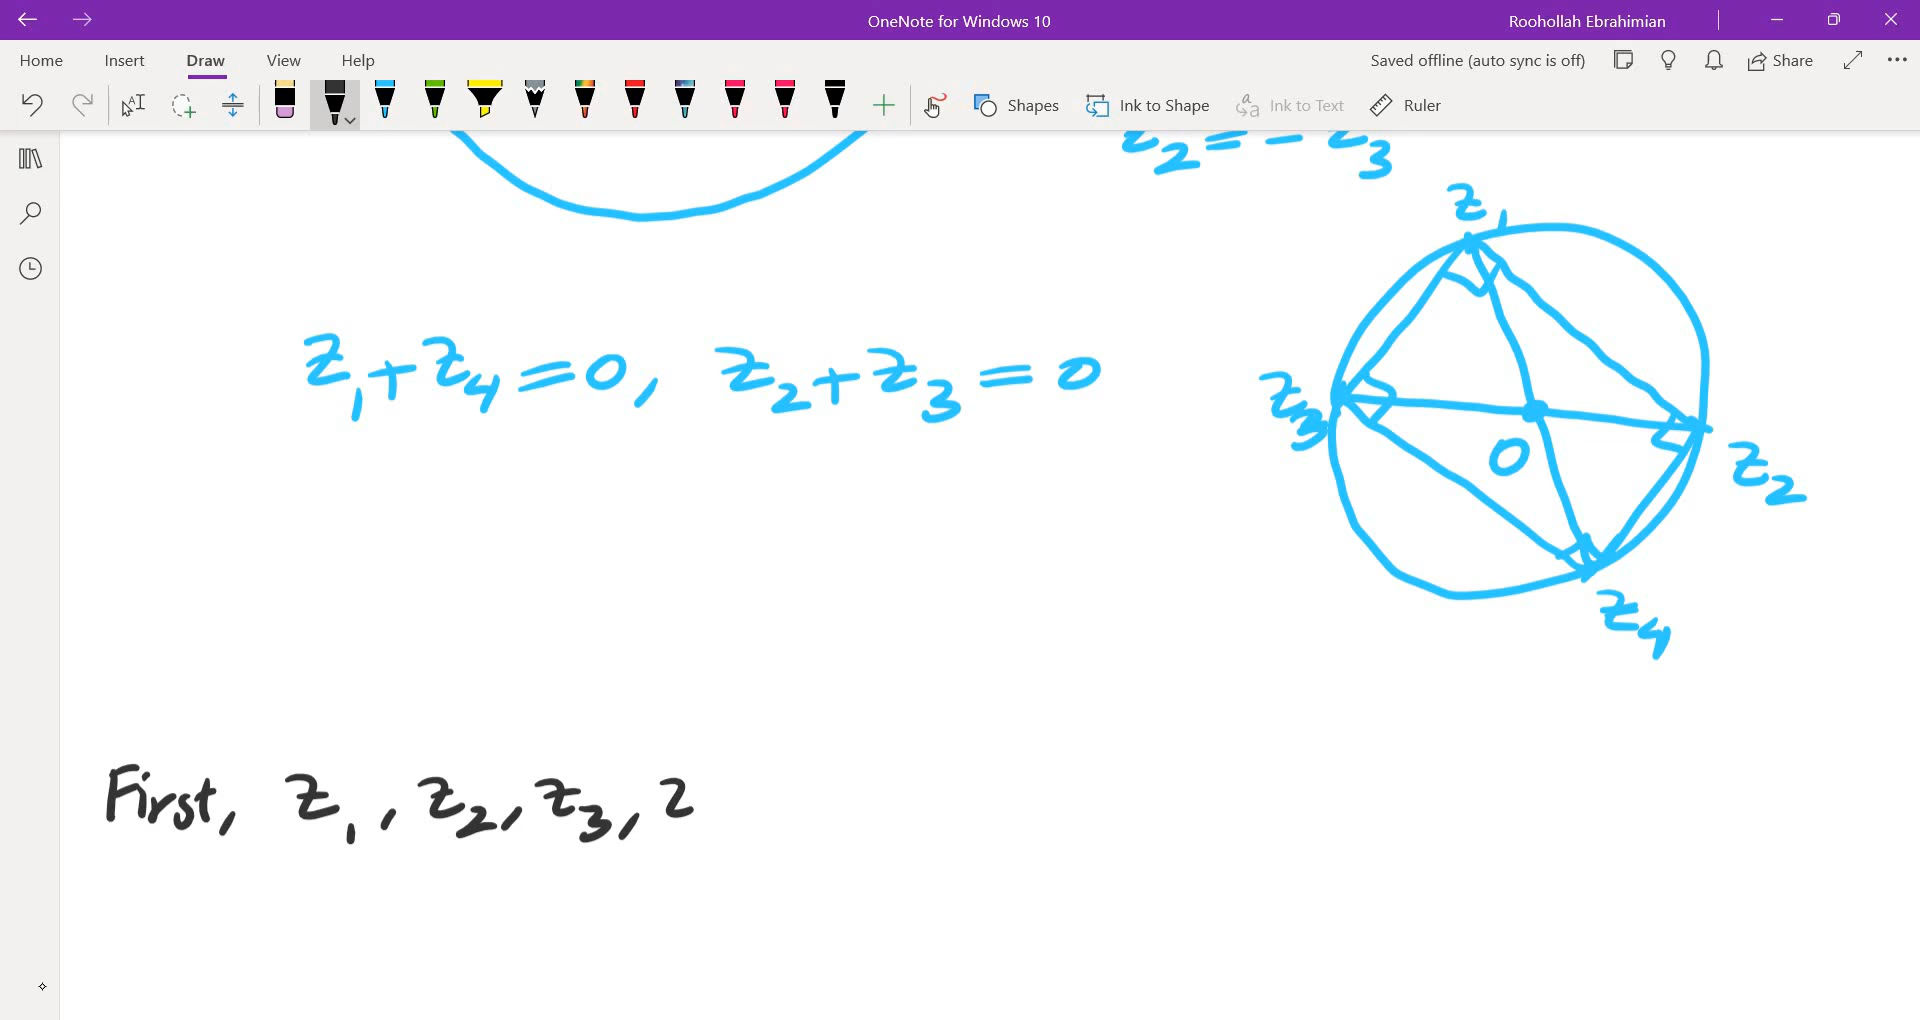 OneNote for Windows 10
Roohollah Ebrahimian
Home Insert Draw View Help
Saved offline (auto sync is off) Share
Shapes Ink to Shape Ink to Text Ruler
z₂ = - z₃
z₁ + z₄ = 0, z₂ + z₃ = 0
z₁
z₃
0
z₂
z₄
First, z₁, z₂, z₃, z